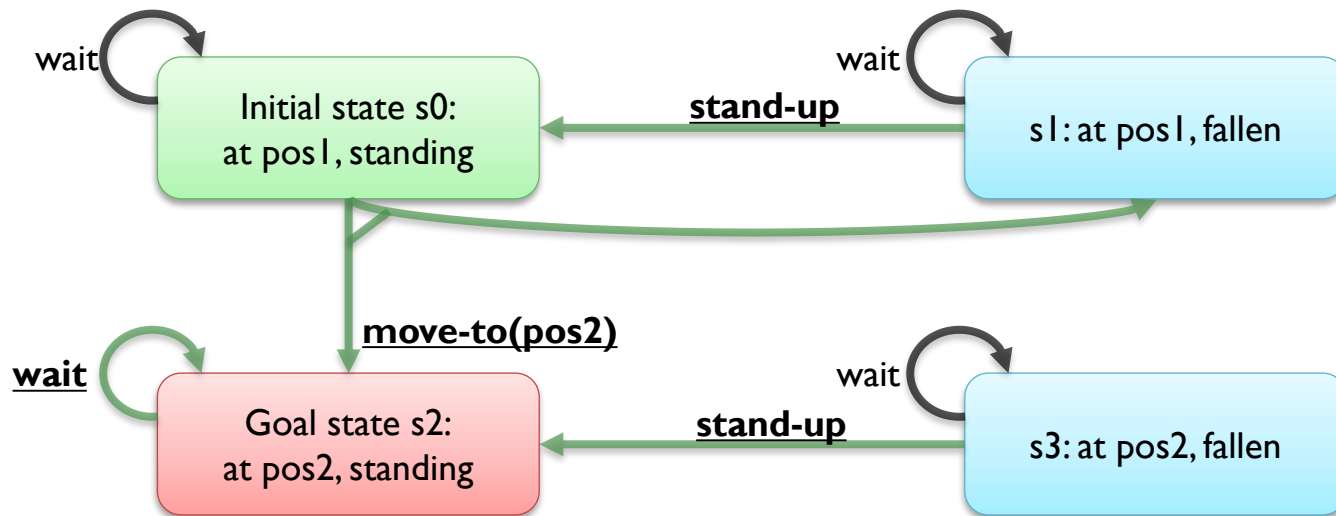 wait
Initial state s0:
at pos1, standing
stand-up
wait
s1: at pos1, fallen
move-to(pos2)
wait
Goal state s2:
at pos2, standing
stand-up
wait
s3: at pos2, fallen